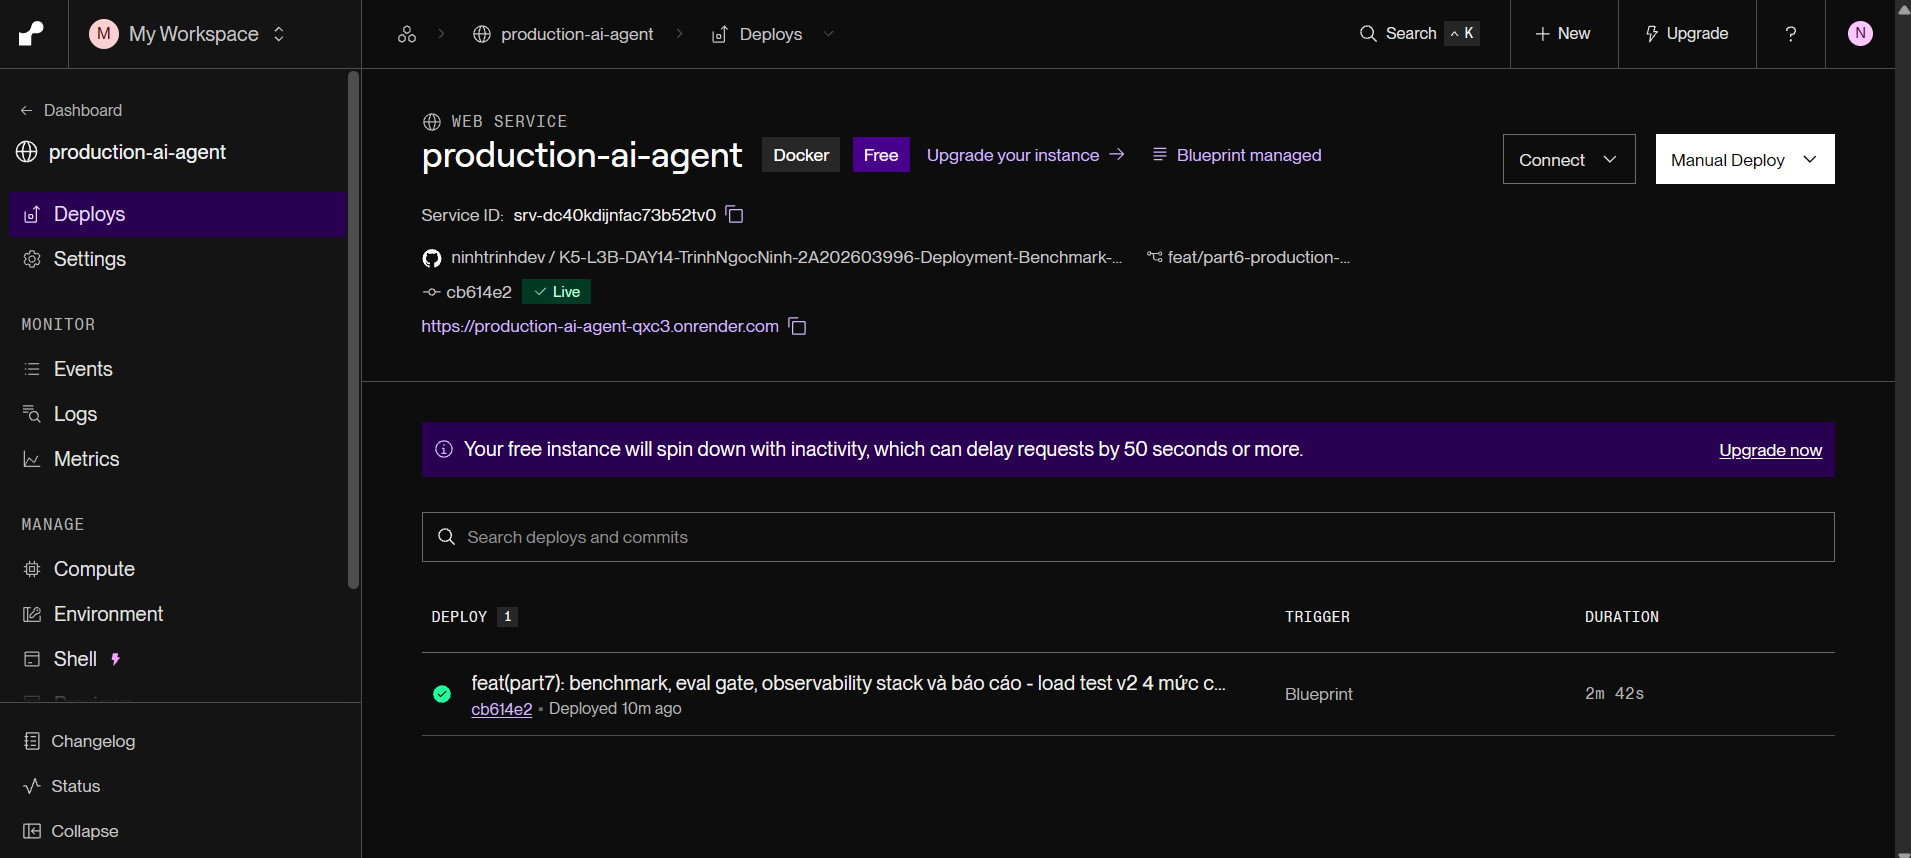 M My Workspace
production-ai-agent
Deploys
Search ^ K
+ New
Upgrade
?
N
← Dashboard
production-ai-agent
Deploys
Settings
MONITOR
Events
Logs
Metrics
MANAGE
Compute
Environment
Shell
Changelog
Status
Collapse
WEB SERVICE
production-ai-agent Docker Free Upgrade your instance → Blueprint managed
Connect
Manual Deploy
Service ID: srv-dc40kdijnfac73b52tv0
ninhtrinhdev / K5-L3B-DAY14-TrinhNgocNinh-2A202603996-Deployment-Benchmark-... feat/part6-production-...
cb614e2 ✓ Live
https://production-ai-agent-qxc3.onrender.com
Your free instance will spin down with inactivity, which can delay requests by 50 seconds or more. Upgrade now
Search deploys and commits
DEPLOY 1 TRIGGER DURATION
feat(part7): benchmark, eval gate, observability stack và báo cáo - load test v2 4 mức c...
cb614e2 ▪ Deployed 10m ago
Blueprint
2m 42s